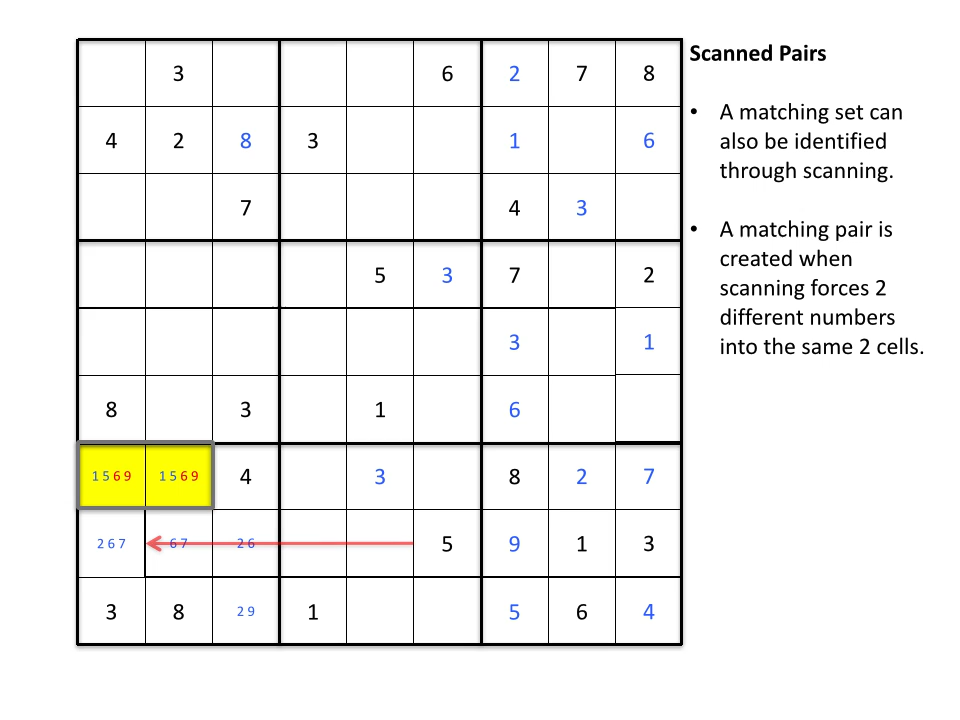 Scanned Pairs
• A matching set can
also be identified
through scanning.
• A matching pair is
created when
scanning forces 2
different numbers
into the same 2 cells.
3 6 2 7 8
4 2 8 3 1 6
7 4 3
5 3 7 2
3 1
8 3 1 6
1 5 6 9 1 5 6 9 4 3 8 2 7
2 6 7 6 7 2 6 5 9 1 3
3 8 2 9 1 5 6 4